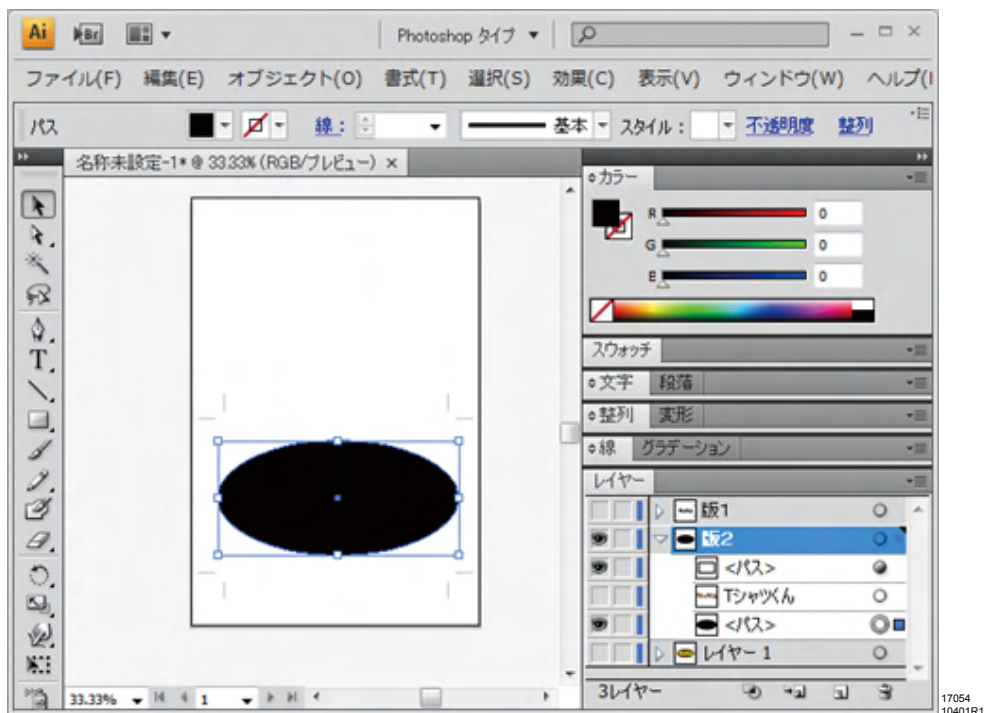 Ai Br Photoshop タイプ
ファイル(F) 編集(E) オブジェクト(O) 書式(T) 選択(S) 効果(C) 表示(V) ウィンドウ(W) ヘルプ(
パス 線: 基本 スタイル: 不透明度 整列
名称未設定-1* @ 33.33% (RGB/プレビュー) ×
カラー
R 0
G 0
B 0
スウォッチ
文字 段落
整列 変形
線 グラデーション
レイヤー
版1
版2
<パス>
Tシャツくん
<パス>
レイヤー 1
33.33% 1 3レイヤー
17054
10401R1